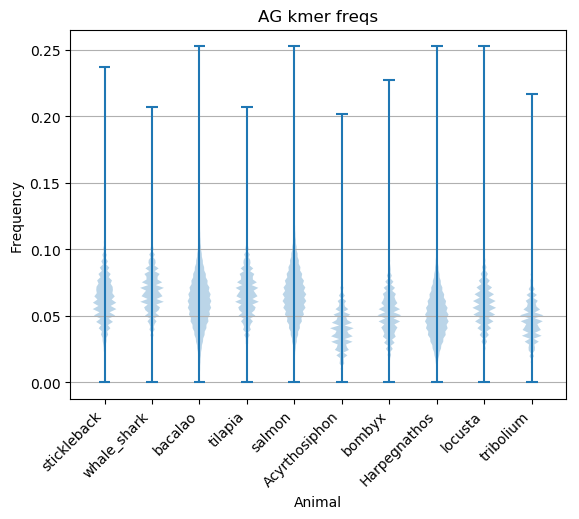 AG kmer freqs
Frequency
0.25
0.20
0.15
0.10
0.05
0.00
stickleback
whale_shark
bacalao
tilapia
salmon
Acyrthosiphon
bombyx
Harpegnathos
locusta
tribolium
Animal